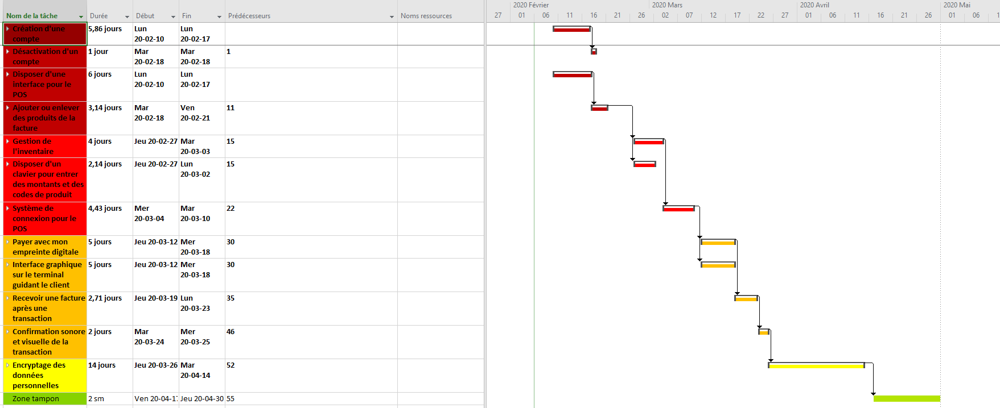 2020 Février 2020 Mars 2020 Avril 2020 Mai
Nom de la tâche Durée Début Fin Prédécesseurs Noms ressources 27 01 06 11 16 21 26 02 07 12 17 22 27 01 06 11 16 21 26 01 06 1
Création d'une 5,86 jours Lun Lun
compte 20-02-10 20-02-17
Désactivation d'un 1 jour Mar Mar 1
compte 20-02-18 20-02-18
Disposer d'une 6 jours Lun Lun
interface pour le 20-02-10 20-02-17
POS
Ajouter ou enlever 3,14 jours Mar Ven 11
des produits de la 20-02-18 20-02-21
facture
Gestion de 4 jours Jeu 20-02-27 Mar 15
l'inventaire 20-03-03
Disposer d'un 2,14 jours Jeu 20-02-27 Lun 15
clavier pour entrer 20-03-02
des montants et des
codes de produit
Système de 4,43 jours Mer Mar 22
connexion pour le 20-03-04 20-03-10
POS
Payer avec mon 5 jours Jeu 20-03-12 Mer 30
empreinte digitale 20-03-18
Interface graphique 5 jours Jeu 20-03-12 Mer 30
sur le terminal 20-03-18
guidant le client
Recevoir une facture 2,71 jours Jeu 20-03-19 Lun 35
après une 20-03-23
transaction
Confirmation sonore 2 jours Mar Mer 46
et visuelle de la 20-03-24 20-03-25
transaction
Encryptage des 14 jours Jeu 20-03-26 Mar 52
données 20-04-14
personnelles
Zone tampon 2 sm Ven 20-04-1 Jeu 20-04-30 55